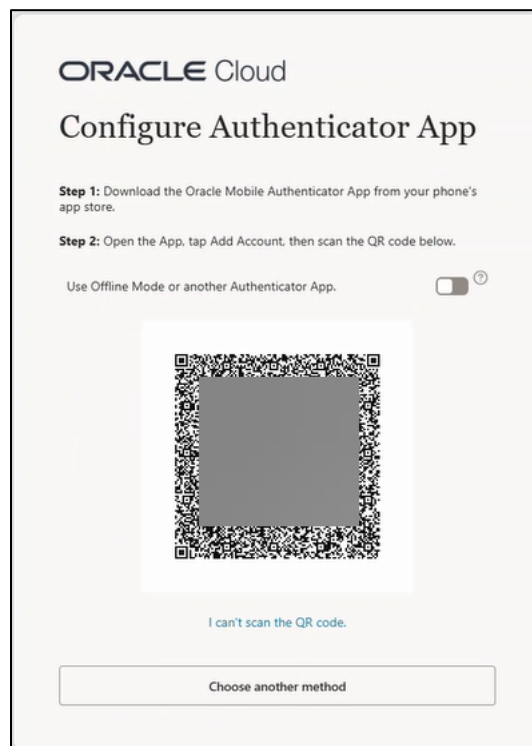 ORACLE Cloud
Configure Authenticator App
Step 1: Download the Oracle Mobile Authenticator App from your phone's
app store.
Step 2: Open the App, tap Add Account, then scan the QR code below.
Use Offline Mode or another Authenticator App.
?
I can't scan the QR code.
Choose another method